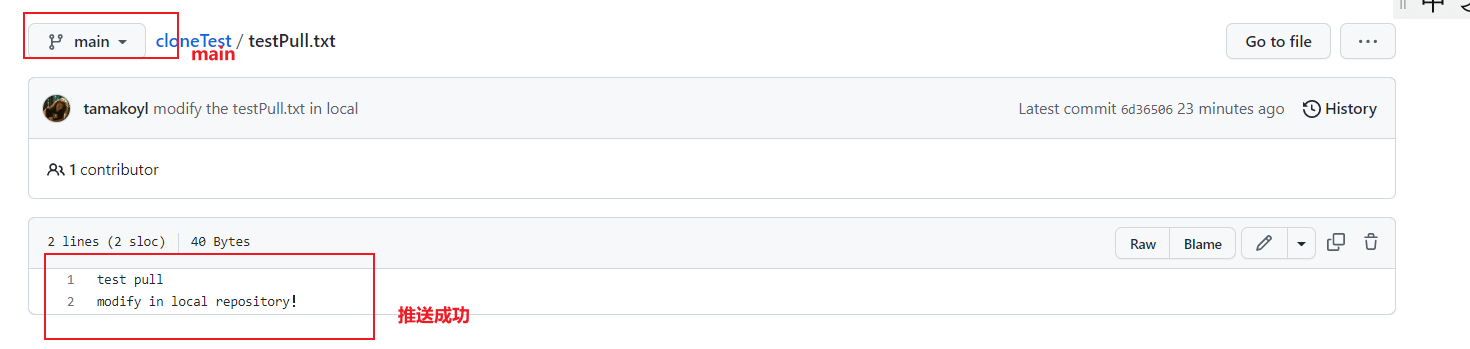 中
main cloneTest / testPull.txt Go to file ...
main
tamakoyl modify the testPull.txt in local Latest commit 6d36506 23 minutes ago History
1 contributor
2 lines (2 sloc) 40 Bytes Raw Blame
1 test pull
2 modify in local repository!
推送成功